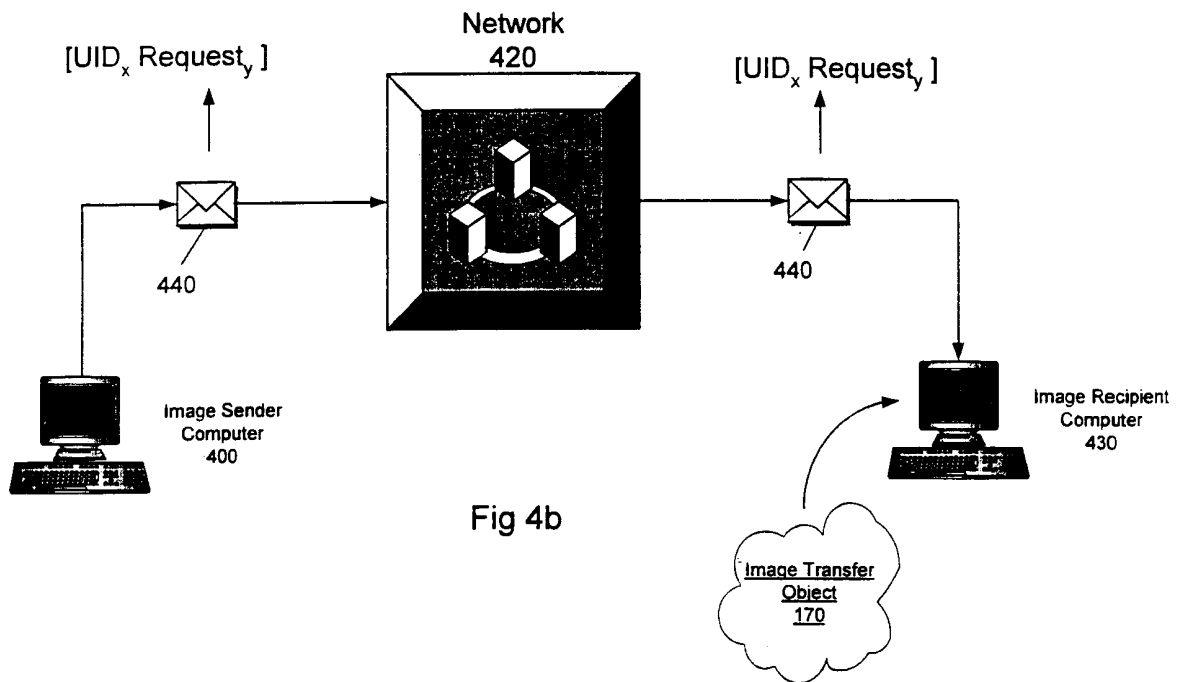 Network
420
[UIDx Requesty ]
[UIDx Requesty ]
440
440
Image Sender
Computer
400
Image Recipient
Computer
430
Fig 4b
Image Transfer
Object
170